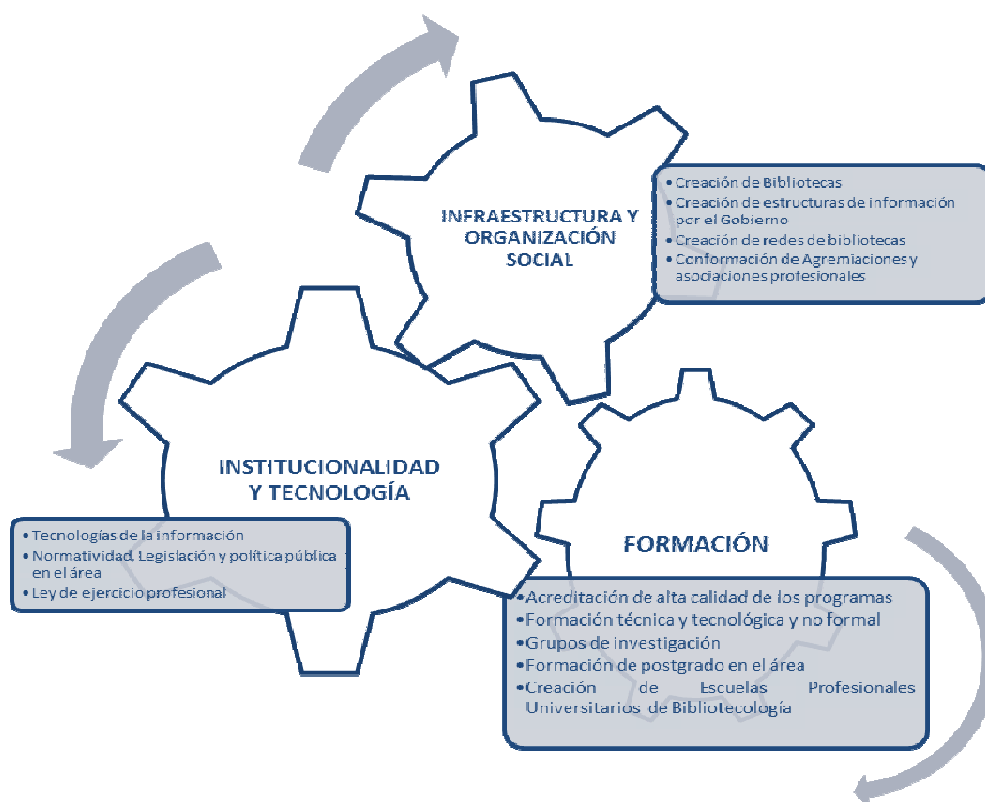 INFRAESTRUCTURA Y
ORGANIZACIÓN
SOCIAL
• Creación de Bibliotecas
• Creación de estructuras de información
por el Gobierno
• Creación de redes de bibliotecas
• Conformación de Agremiaciones y
asociaciones profesionales
INSTITUCIONALIDAD
Y TECNOLOGÍA
• Tecnologías de la información
• Normatividad, Legislación y política pública
en el área
• Ley de ejercicio profesional
FORMACIÓN
• Acreditación de alta calidad de los programas
• Formación técnica y tecnológica y no formal
• Grupos de investigación
• Formación de postgrado en el área
• Creación de Escuelas Profesionales
Universitarios de Bibliotecología